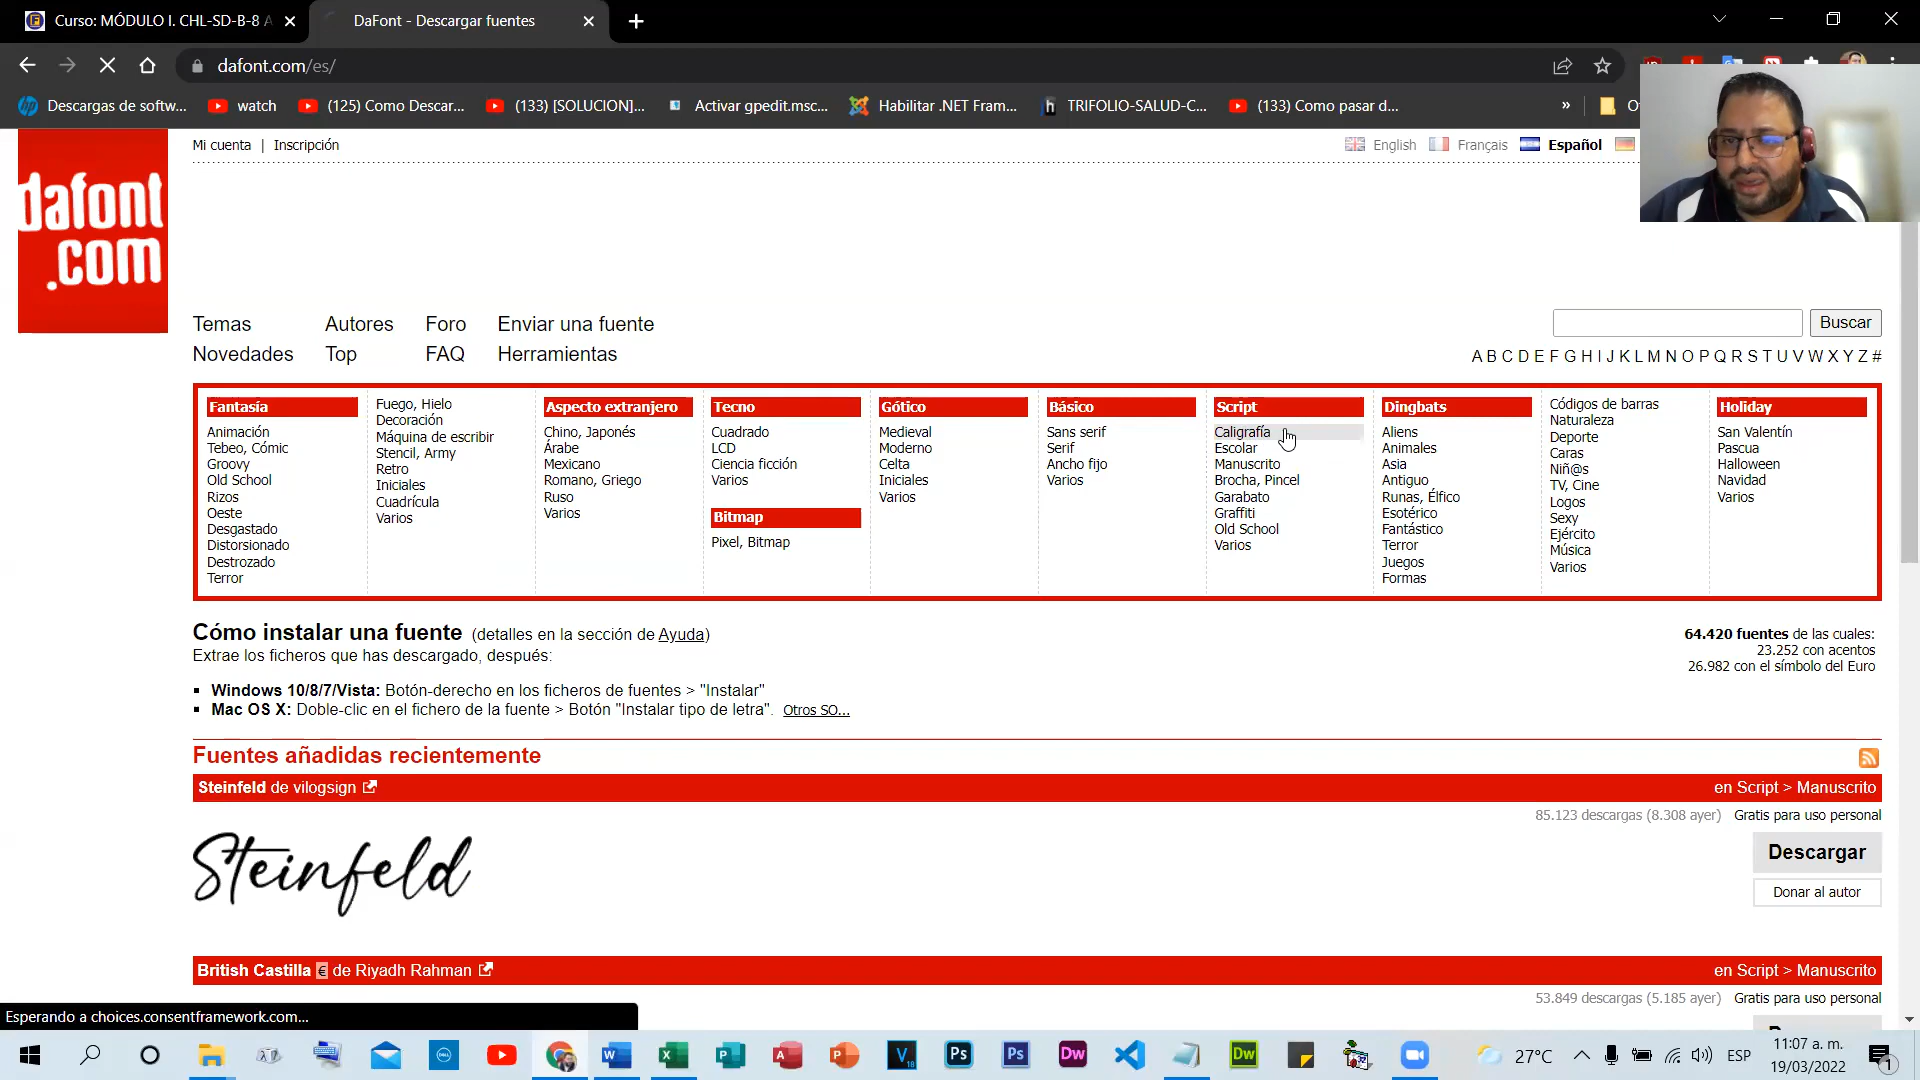 Curso: MÓDULO I. CHL-SD-B-8 A
DaFont - Descargar fuentes
dafont.com/es/
Descargas de softw...
watch
(125) Como Descar...
(133) [SOLUCION]...
Activar gpedit.msc...
Habilitar .NET Fram...
TRIFOLIO-SALUD-C...
(133) Como pasar d...
»
dafont
.com
Mi cuenta | Inscripción
English
Français
Español
Temas
Autores
Foro
Enviar una fuente
Novedades
Top
FAQ
Herramientas
Buscar
A B C D E F G H I J K L M N O P Q R S T U V W X Y Z #
Fantasía
Animación
Tebeo, Cómic
Groovy
Old School
Rizos
Oeste
Desgastado
Distorsionado
Destrozado
Terror
Fuego, Hielo
Decoración
Máquina de escribir
Stencil, Army
Retro
Iniciales
Cuadrícula
Varios
Aspecto extranjero
Chino, Japonés
Árabe
Mexicano
Romano, Griego
Ruso
Varios
Tecno
Cuadrado
LCD
Ciencia ficción
Varios
Bitmap
Pixel, Bitmap
Gótico
Medieval
Moderno
Celta
Iniciales
Varios
Básico
Sans serif
Serif
Ancho fijo
Varios
Script
Caligrafía
Escolar
Manuscrito
Brocha, Pincel
Garabato
Graffiti
Old School
Varios
Dingbats
Aliens
Animales
Asia
Antiguo
Runas, Élfico
Esotérico
Fantástico
Terror
Juegos
Formas
Códigos de barras
Naturaleza
Deporte
Caras
Niñ@s
TV, Cine
Logos
Sexy
Ejército
Música
Varios
Holiday
San Valentín
Pascua
Halloween
Navidad
Varios
Cómo instalar una fuente (detalles en la sección de Ayuda)
Extrae los ficheros que has descargado, después:
Windows 10/8/7/Vista: Botón-derecho en los ficheros de fuentes > "Instalar"
Mac OS X: Doble-clic en el fichero de la fuente > Botón "Instalar tipo de letra". Otros SO...
64.420 fuentes de las cuales:
23.252 con acentos
26.982 con el símbolo del Euro
Fuentes añadidas recientemente
Steinfeld de vilogsign
en Script > Manuscrito
85.123 descargas (8.308 ayer) Gratis para uso personal
Steinfeld
Descargar
Donar al autor
British Castilla € de Riyadh Rahman
en Script > Manuscrito
53.849 descargas (5.185 ayer) Gratis para uso personal
Esperando a choices.consentframework.com...
27°C
ESP
11:07 a. m.
19/03/2022
1